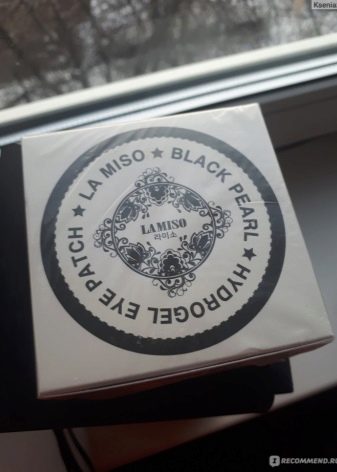 Ksenia
LA MISO ★ BLACK PEARL ★ HYDROGEL EYE PATCH ★
LAMISO
라미소
I RECOMMEND.RU